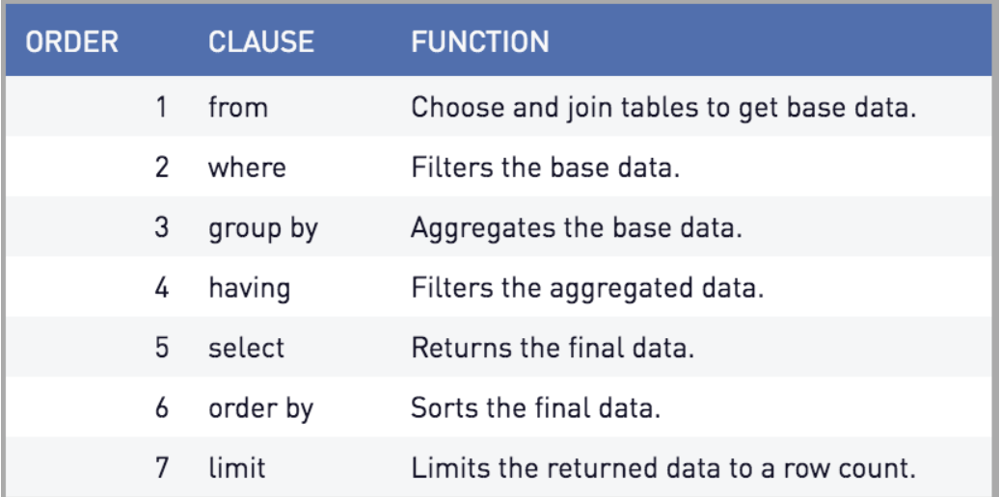 ORDER CLAUSE FUNCTION
1 from Choose and join tables to get base data.
2 where Filters the base data.
3 group by Aggregates the base data.
4 having Filters the aggregated data.
5 select Returns the final data.
6 order by Sorts the final data.
7 limit Limits the returned data to a row count.